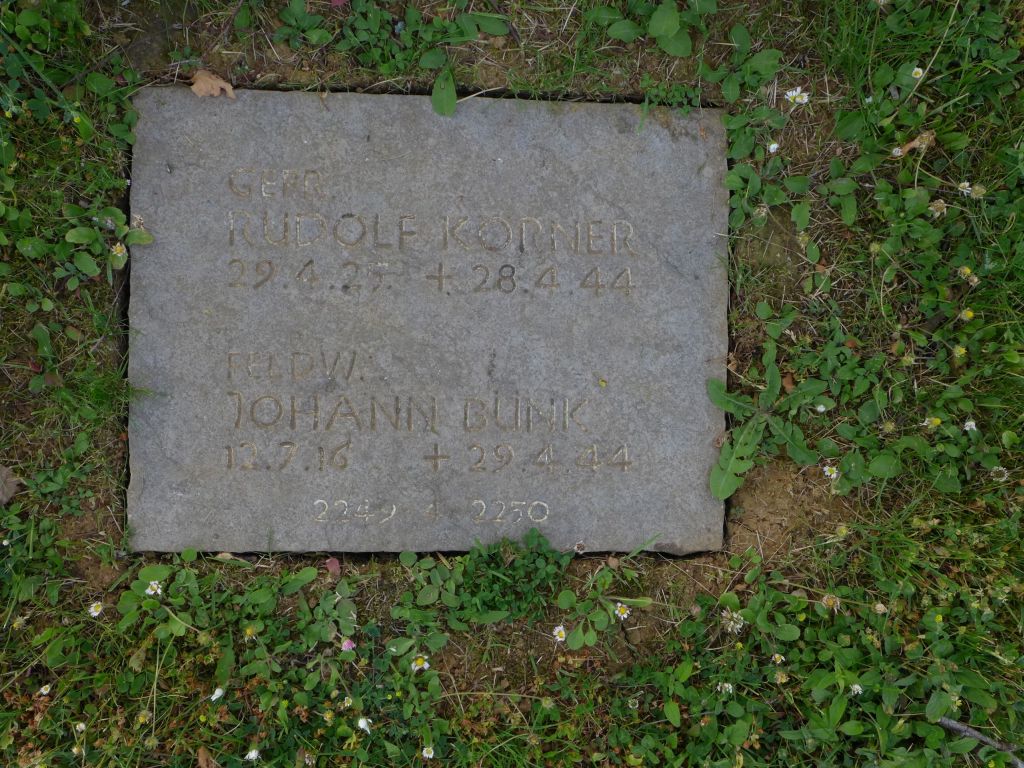 GEFR.
RUDOLF KÖRNER
29.4.25 + 28.4.44
FELDW.
JOHANN BUNK
12.7.16 + 29.4.44
2249 + 2250